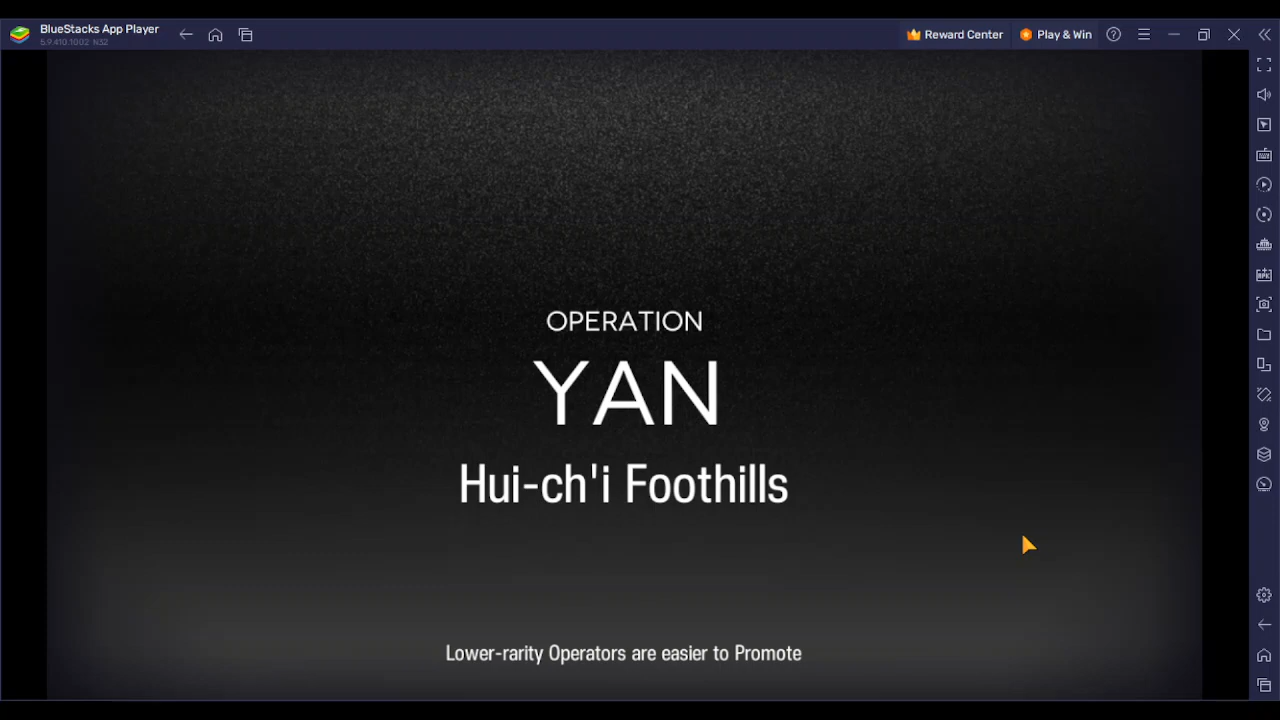 BlueStacks App Player
5.9.410.1002 N32
Reward Center
Play & Win
OPERATION
YAN
Hui-ch'i Foothills
Lower-rarity Operators are easier to Promote